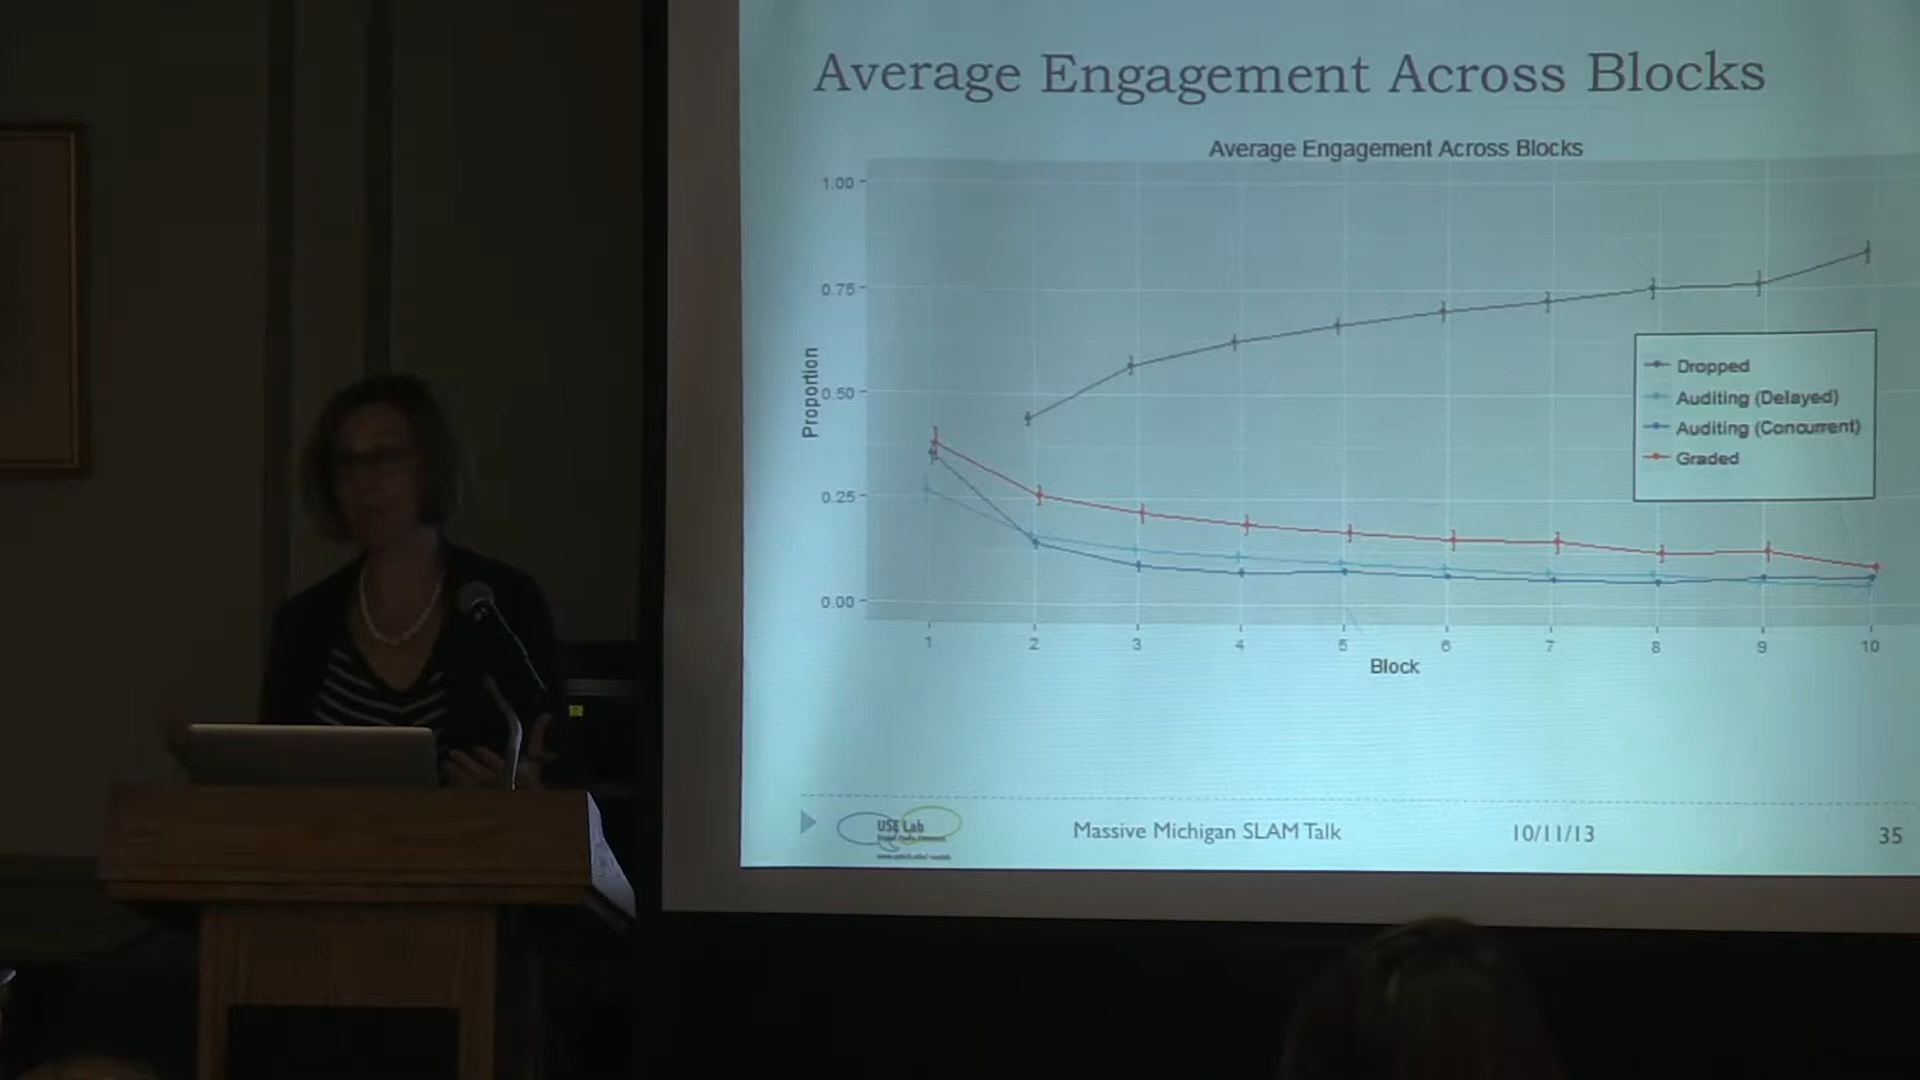 Average Engagement Across Blocks
Average Engagement Across Blocks
1.00
0.75
0.50
0.25
0.00
Proportion
Dropped
Auditing (Delayed)
Auditing (Concurrent)
Graded
1 2 3 4 5 6 7 8 9 10
Block
USE Lab
Massive Michigan SLAM Talk
10/11/13
35